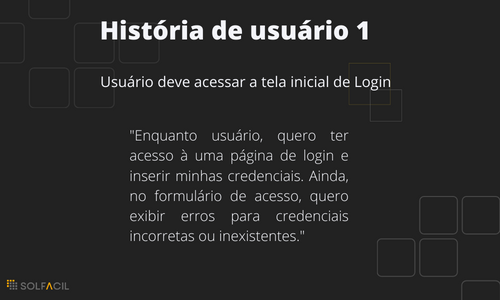 História de usuário 1
Usuário deve acessar a tela inicial de Login
"Enquanto usuário, quero ter
acesso à uma página de login e
inserir minhas credenciais. Ainda,
no formulário de acesso, quero
exibir erros para credenciais
incorretas ou inexistentes."
SOLFACIL